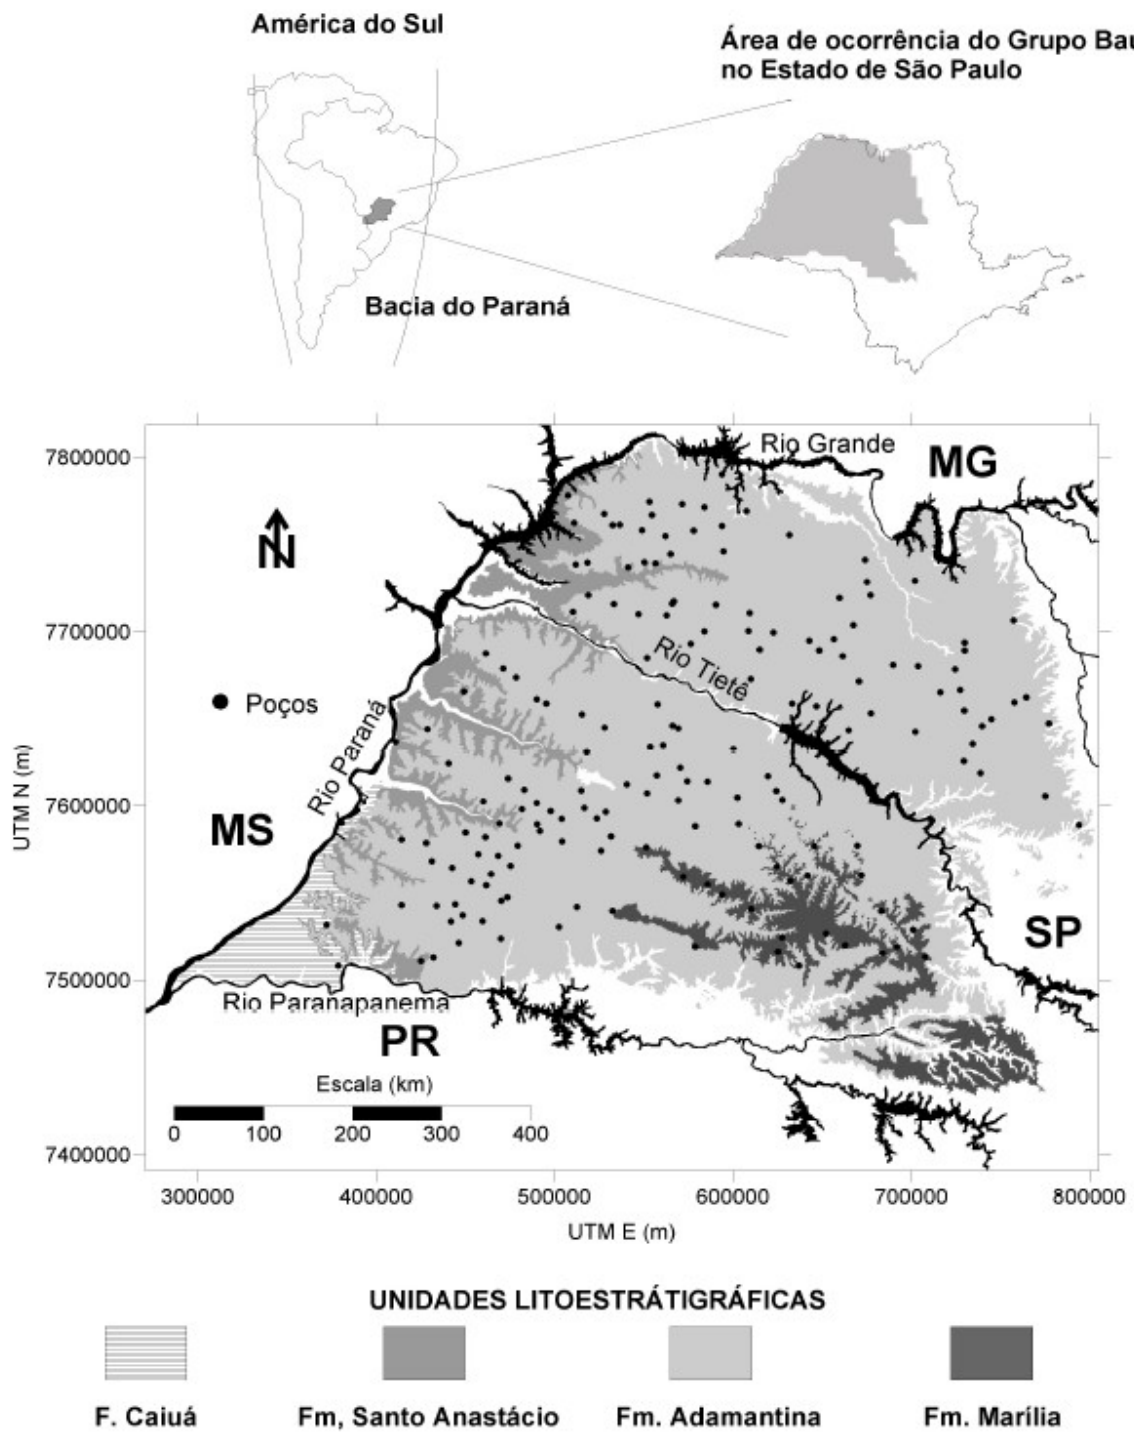 América do Sul
Área de ocorrência do Grupo Bau
no Estado de São Paulo
Bacia do Paraná
7800000
7700000
7600000
7500000
7400000
UTM N (m)
Rio Grande
MG
N
Rio Tietê
Poços
Rio Paraná
MS
SP
Rio Paranapanema
PR
Escala (km)
0 100 200 300 400
300000 400000 500000 600000 700000 800000
UTM E (m)
UNIDADES LITOESTRÁTIGRÁFICAS
F. Caiuá Fm, Santo Anastácio Fm. Adamantina Fm. Marília